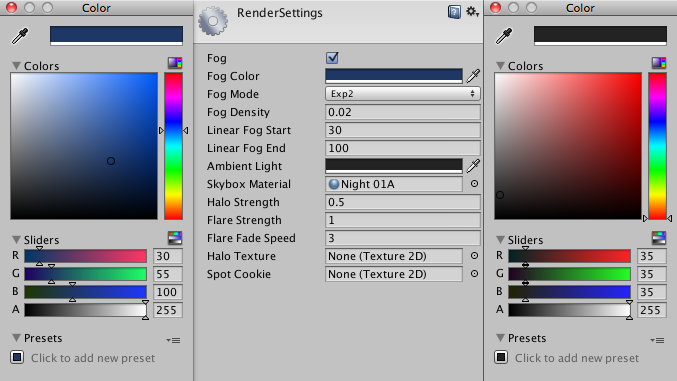 Color
Colors
Sliders
R 30
G 55
B 100
A 255
Presets
Click to add new preset
RenderSettings
Fog
Fog Color
Fog Mode Exp2
Fog Density 0.02
Linear Fog Start 30
Linear Fog End 100
Ambient Light
Skybox Material Night 01A
Halo Strength 0.5
Flare Strength 1
Flare Fade Speed 3
Halo Texture None (Texture 2D)
Spot Cookie None (Texture 2D)
Color
Colors
Sliders
R 35
G 35
B 35
A 255
Presets
Click to add new preset